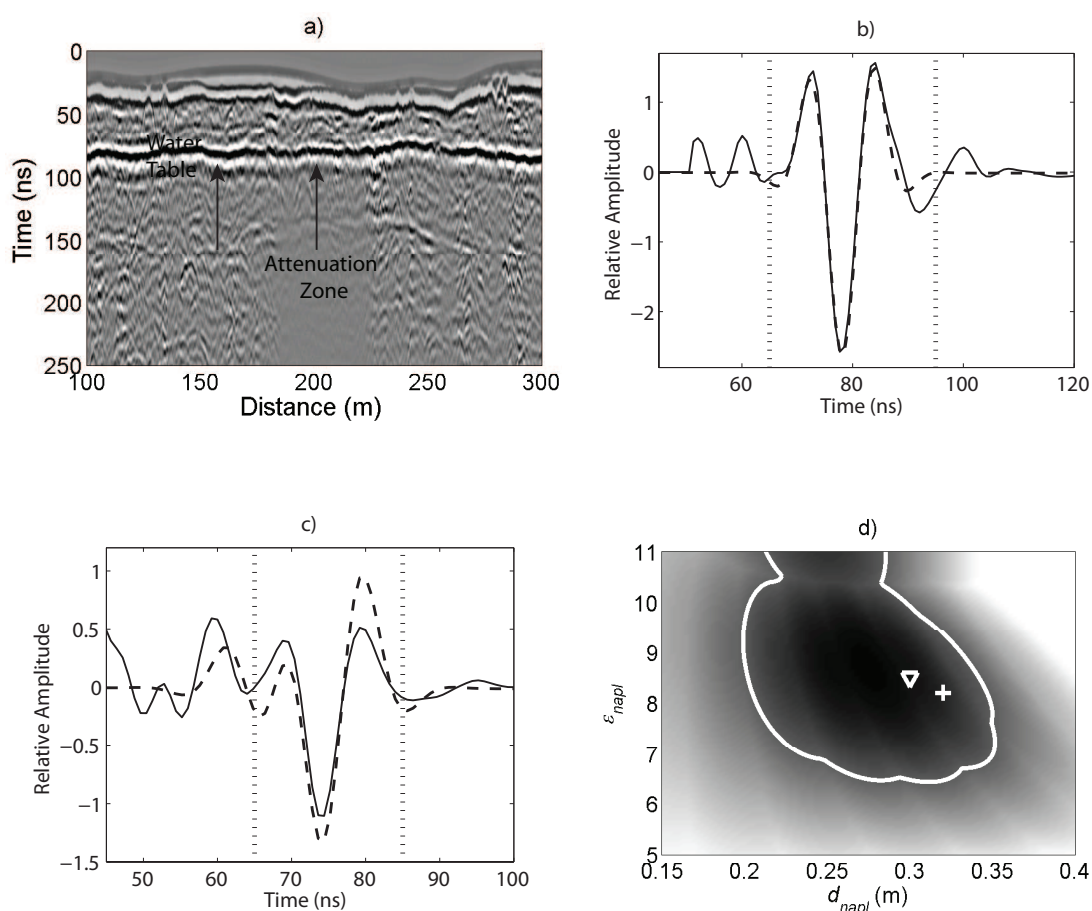 a)
0
50
100
150
200
250
Time (ns)
Water
Table
Attenuation
Zone
100
150
200
250
300
Distance (m)
b)
1
0
−1
−2
Relative Amplitude
60
80
100
120
Time (ns)
c)
1
0.5
0
−0.5
−1
−1.5
Relative Amplitude
50
60
70
80
90
100
Time (ns)
d)
11
10
9
8
7
6
5
εnapl
0.15
0.2
0.25
0.3
0.35
0.4
dnapl (m)